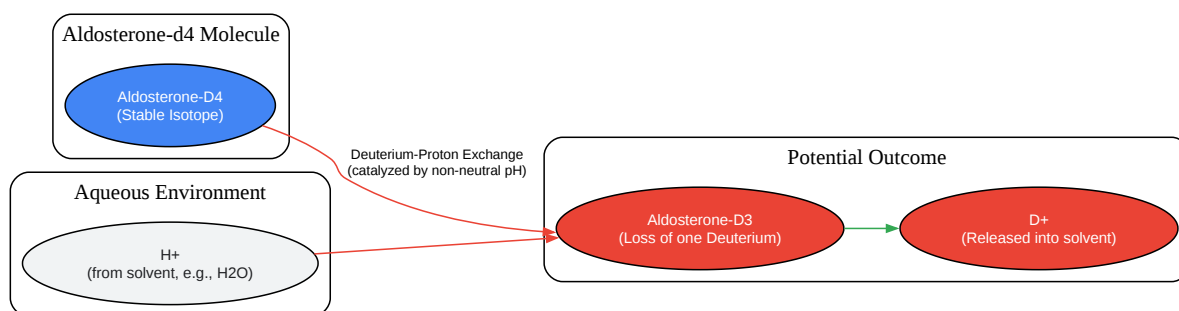 Aldosterone-d4 Molecule
Aldosterone-D4
(Stable Isotope)
Deuterium-Proton Exchange
(catalyzed by non-neutral pH)
Aqueous Environment
H+
(from solvent, e.g., H2O)
Potential Outcome
Aldosterone-D3
(Loss of one Deuterium)
D+
(Released into solvent)